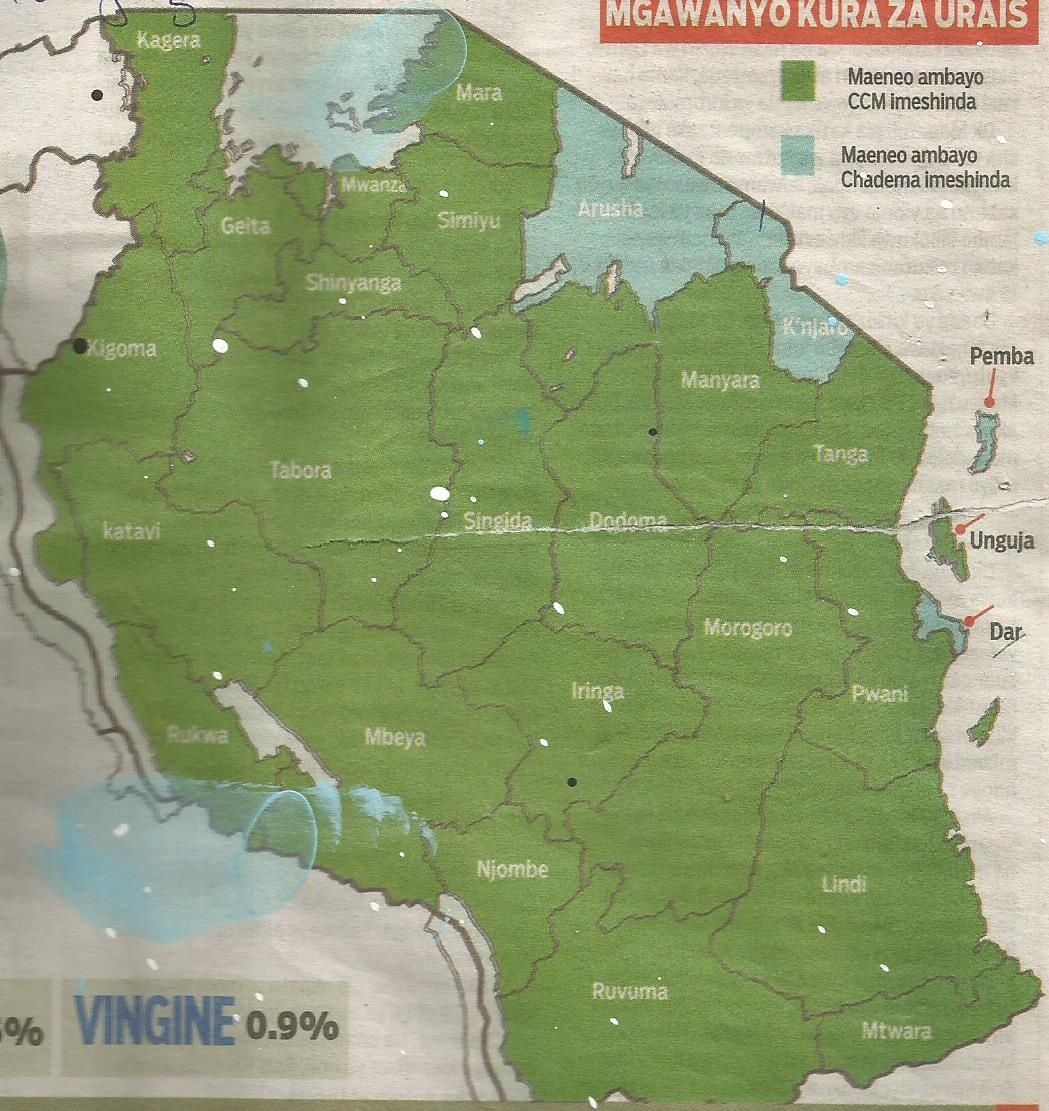 MGAWANYO KURA ZA URAIS
Maeneo ambayo
CCM imeshinda
Maeneo ambayo
Chadema imeshinda
Kagera
Mara
Mwanza
Geita
Simiyu
Arusha
Shinyanga
K'njaro
Kigoma
Manyara
Pemba
Tabora
Tanga
katavi
Singida
Dodoma
Unguja
Morogoro
Dar
Iringa
Pwani
Rukwa
Mbeya
Njombe
Lindi
Ruvuma
Mtwara
%
VINGINE 0.9%